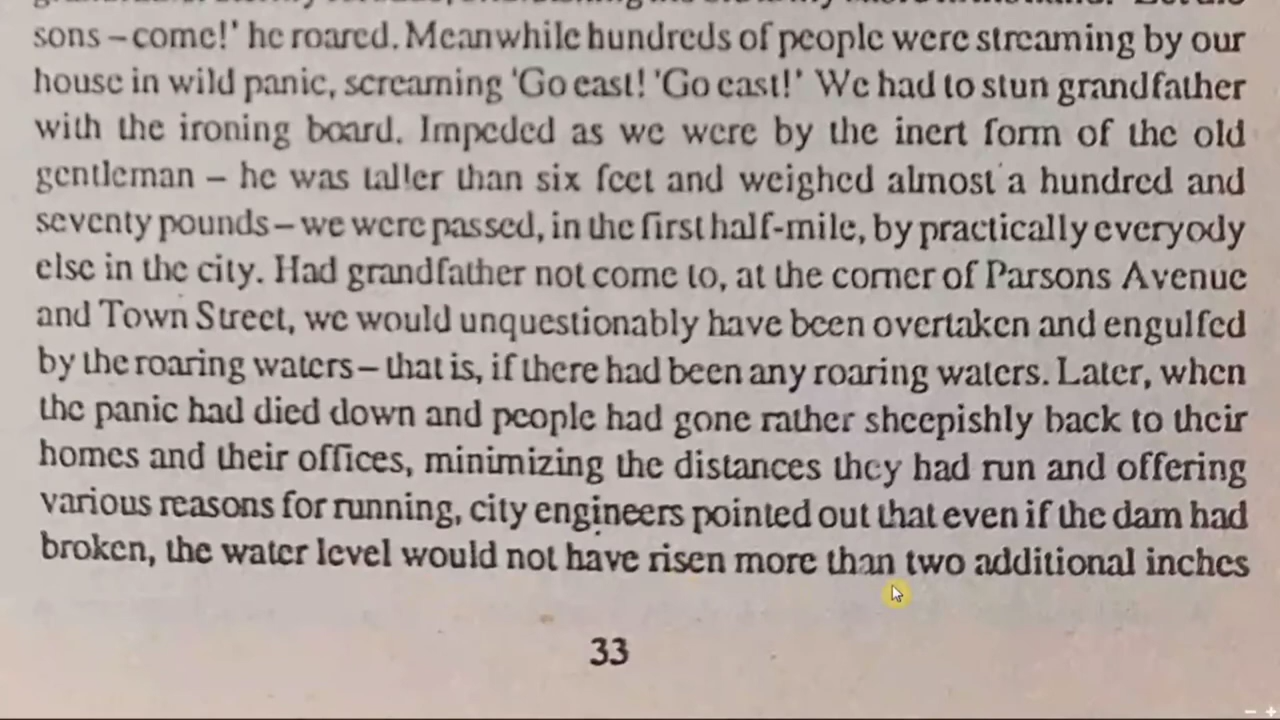 sons – come!' he roared. Meanwhile hundreds of people were streaming by our
house in wild panic, screaming 'Go east! 'Go east!' We had to stun grandfather
with the ironing board. Impeded as we were by the inert form of the old
gentleman – he was taller than six feet and weighed almost a hundred and
seventy pounds – we were passed, in the first half-mile, by practically everyody
else in the city. Had grandfather not come to, at the corner of Parsons Avenue
and Town Street, we would unquestionably have been overtaken and engulfed
by the roaring waters – that is, if there had been any roaring waters. Later, when
the panic had died down and people had gone rather sheepishly back to their
homes and their offices, minimizing the distances they had run and offering
various reasons for running, city engineers pointed out that even if the dam had
broken, the water level would not have risen more than two additional inches
33